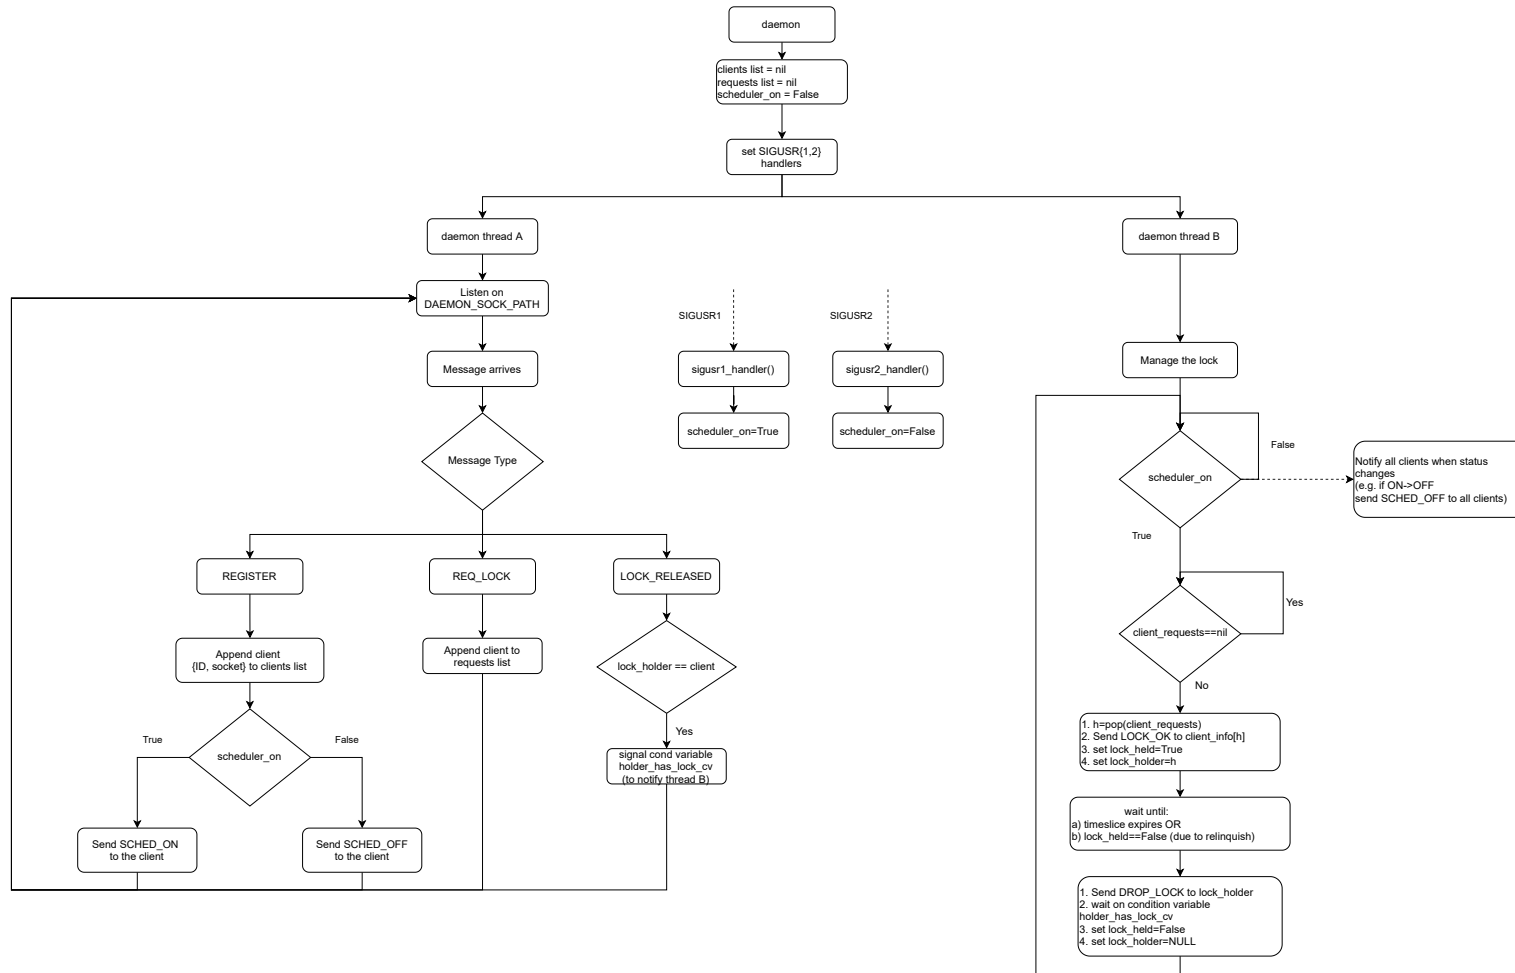 daemon
clients list = nil
requests list = nil
scheduler_on = False
set SIGUSR{1,2}
handlers
daemon thread A
daemon thread B
Listen on
DAEMON_SOCK_PATH
SIGUSR1
SIGUSR2
Message arrives
sigusr1_handler()
sigusr2_handler()
Manage the lock
scheduler_on=True
scheduler_on=False
Message Type
False
scheduler_on
Notify all clients when status
changes
(e.g. if ON->OFF
send SCHED_OFF to all clients)
True
REGISTER
REQ_LOCK
LOCK_RELEASED
Yes
client_requests==nil
Append client
{ID, socket} to clients list
Append client to
requests list
lock_holder == client
No
True
False
scheduler_on
Yes
signal cond variable
holder_has_lock_cv
(to notify thread B)
1. h=pop(client_requests)
2. Send LOCK_OK to client_info[h]
3. set lock_held=True
4. set lock_holder=h
wait until:
a) timeslice expires OR
b) lock_held==False (due to relinquish)
Send SCHED_ON
to the client
Send SCHED_OFF
to the client
1. Send DROP_LOCK to lock_holder
2. wait on condition variable
holder_has_lock_cv
3. set lock_held=False
4. set lock_holder=NULL